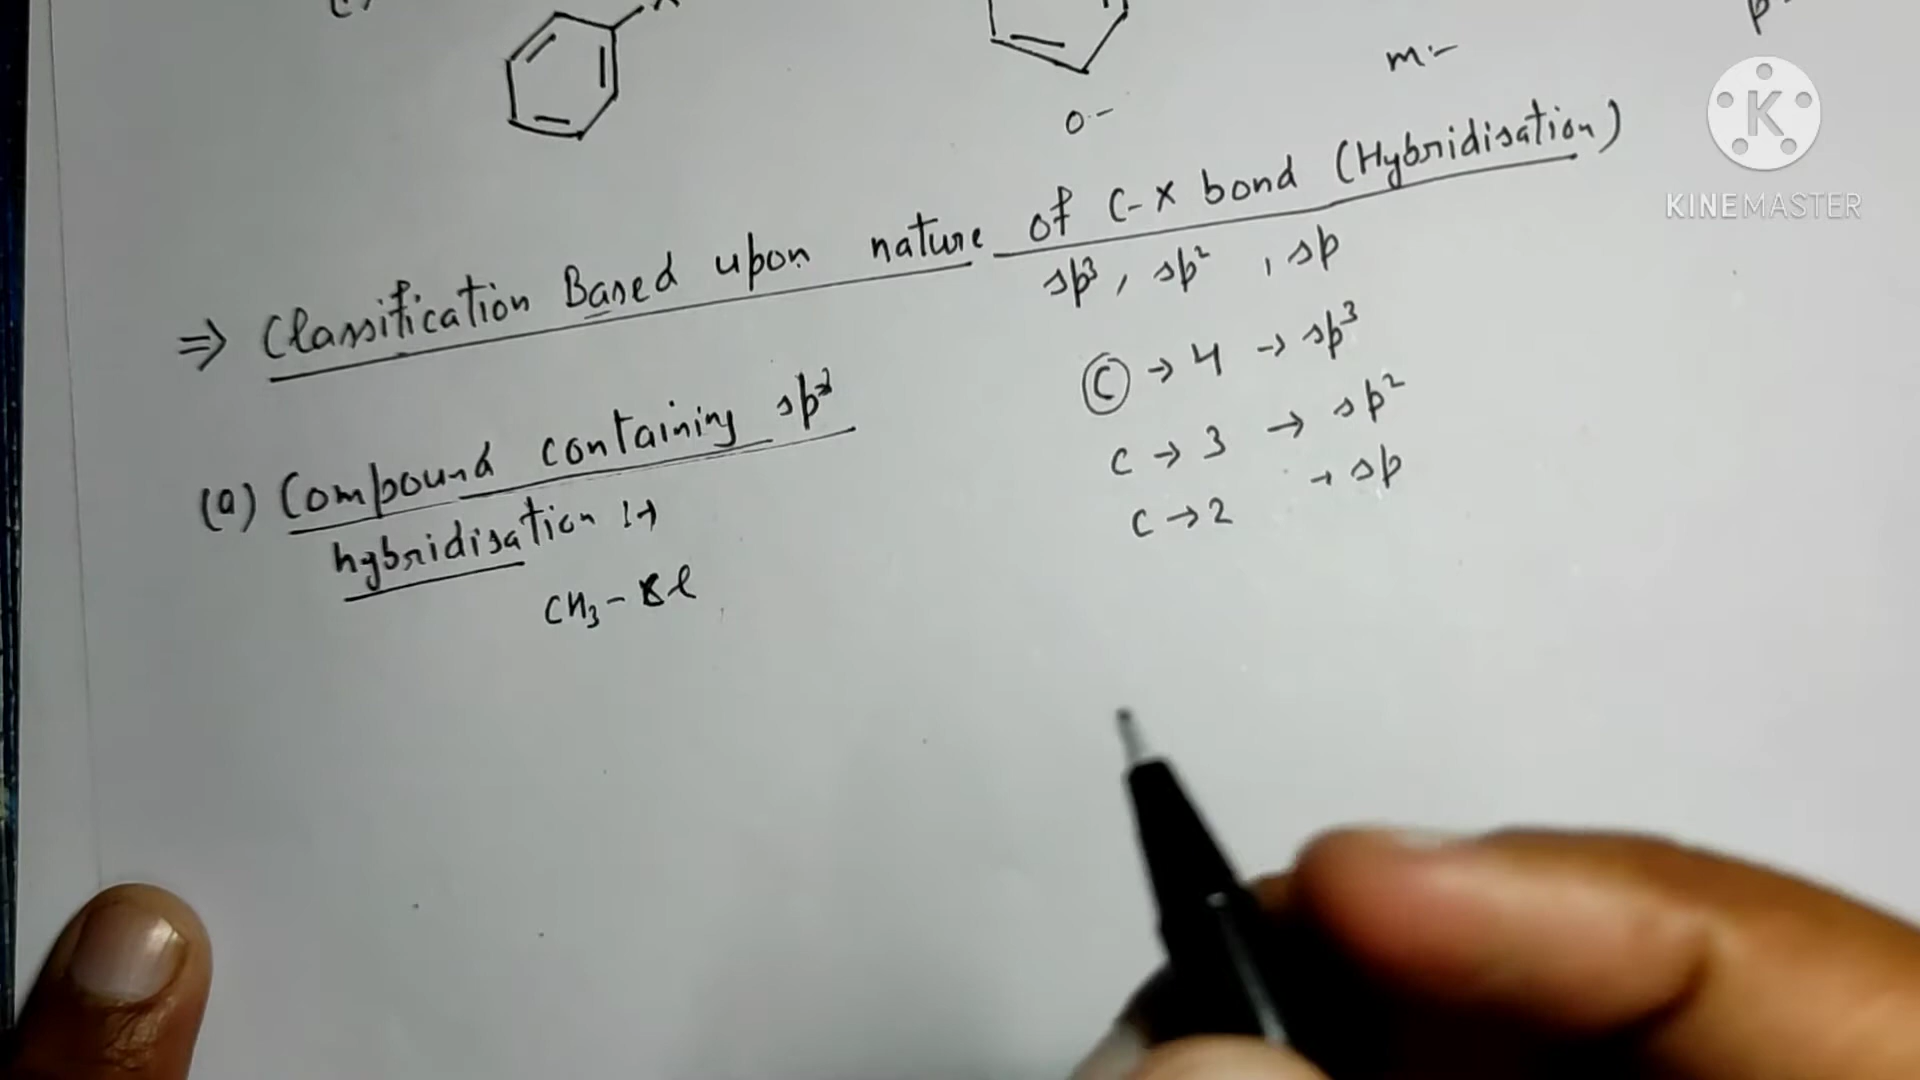 m:-
o-
⇒ Classification Based upon nature of C-X bond (Hybridisation)
sp³, sp², sp
(a) Compound containing sp³
hybridisation :→
CH₃-Cl
C → 4 → sp³
C → 3 → sp²
C → 2 → sp
KINEMASTER